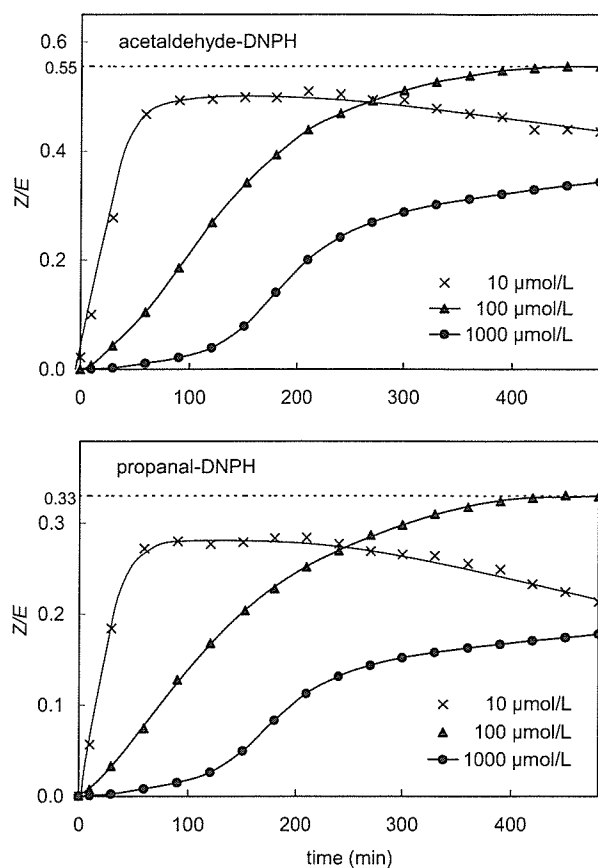 acetaldehyde-DNPH
0.6
0.55
0.4
0.2
0.0
Z/E
10 µmol/L
100 µmol/L
1000 µmol/L
0 100 200 300 400
propanal-DNPH
0.33
0.3
0.2
0.1
0.0
Z/E
10 µmol/L
100 µmol/L
1000 µmol/L
0 100 200 300 400
time (min)